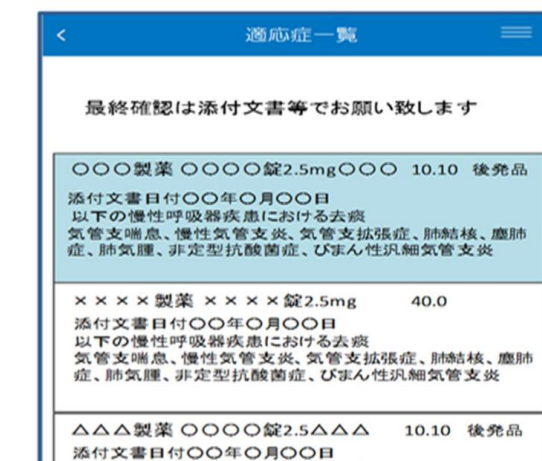 <
適応症一覧
最終確認は添付文書等でお願い致します
〇〇〇製薬 〇〇〇〇錠2.5mg〇〇〇 10.10 後発品
添付文書日付〇〇年〇月〇〇日
以下の慢性呼吸器疾患における去痰
気管支喘息、慢性気管支炎、気管支拡張症、肺結核、塵肺
症、肺気腫、非定型抗酸菌症、びまん性汎細気管支炎
××××製薬 ××××錠2.5mg 40.0
添付文書日付〇〇年〇月〇〇日
以下の慢性呼吸器疾患における去痰
気管支喘息、慢性気管支炎、気管支拡張症、肺結核、塵肺
症、肺気腫、非定型抗酸菌症、びまん性汎細気管支炎
△△△製薬 〇〇〇〇錠2.5△△△ 10.10 後発品
添付文書日付〇〇年〇月〇〇日